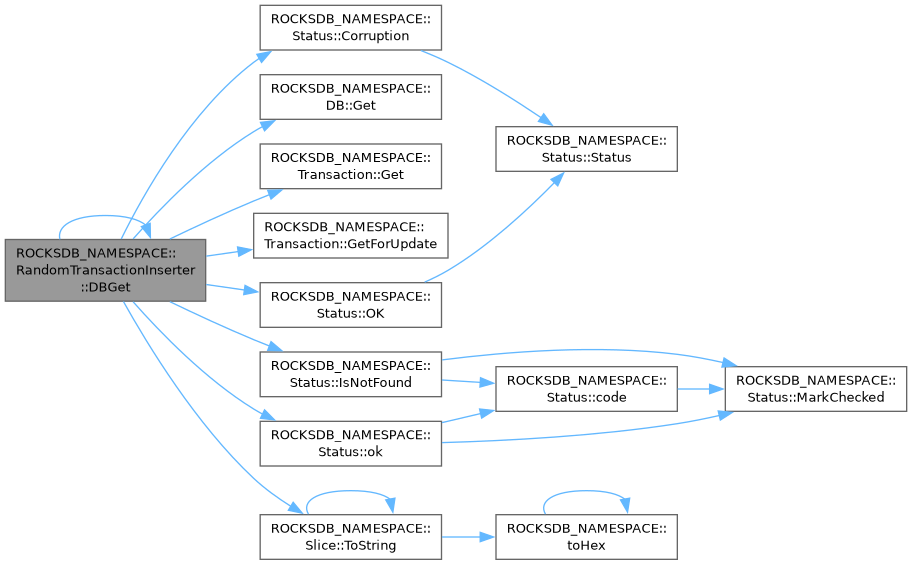 ROCKSDB_NAMESPACE::
RandomTransactionInserter
::DBGet
ROCKSDB_NAMESPACE::
Status::Corruption
ROCKSDB_NAMESPACE::
DB::Get
ROCKSDB_NAMESPACE::
Transaction::Get
ROCKSDB_NAMESPACE::
Transaction::GetForUpdate
ROCKSDB_NAMESPACE::
Status::OK
ROCKSDB_NAMESPACE::
Status::IsNotFound
ROCKSDB_NAMESPACE::
Status::ok
ROCKSDB_NAMESPACE::
Slice::ToString
ROCKSDB_NAMESPACE::
Status::Status
ROCKSDB_NAMESPACE::
Status::code
ROCKSDB_NAMESPACE::
toHex
ROCKSDB_NAMESPACE::
Status::MarkChecked